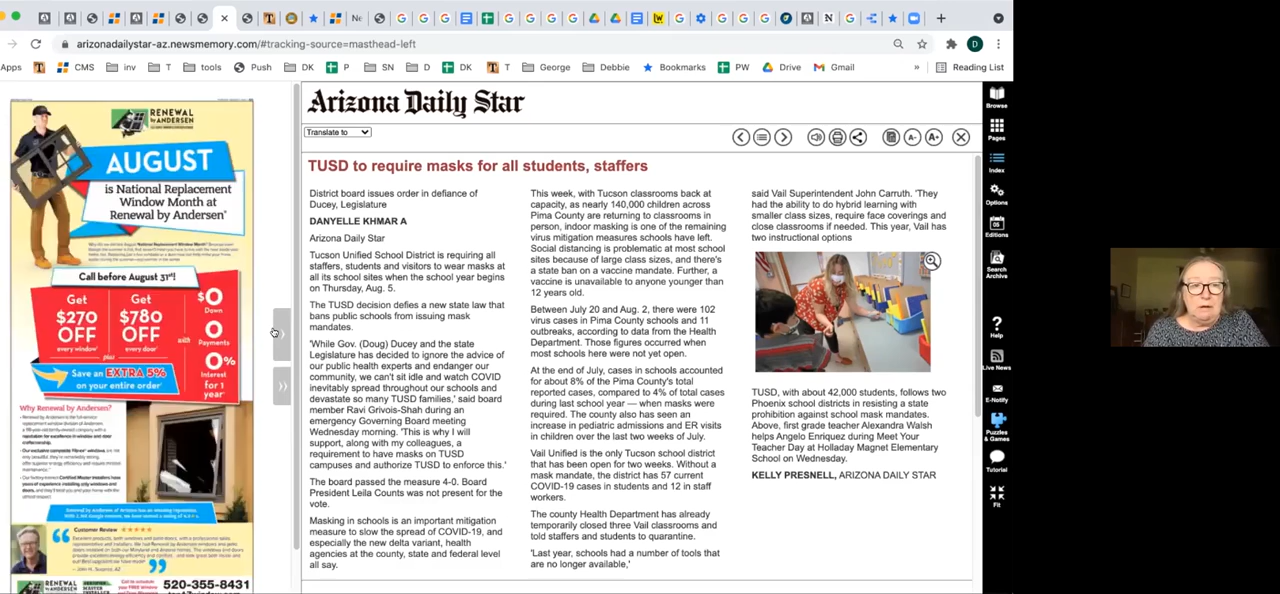 arizonadailystar-az.newsmemory.com/#tracking-source=masthead-left
Apps
CMS
inv
T
tools
Push
DK
P
SN
D
DK
T
George
Debbie
Bookmarks
PW
Drive
Gmail
»
Reading List
RENEWAL
by ANDERSEN
AUGUST
is National Replacement
Window Month at
Renewal by Andersen
Call before August 31st!
Get
$270
OFF
every window
Get
$780
OFF
every door
plus
with
$0
Down
0
Payments
0%
Interest
for 1
year
Save an EXTRA 5%
on your entire order
Why Renewal by Andersen?
Customer Review
RENEWAL
520-355-8431
Arizona Daily Star
Translate to
A-
A+
TUSD to require masks for all students, staffers
District board issues order in defiance of
Ducey, Legislature
DANYELLE KHMAR A
Arizona Daily Star
Tucson Unified School District is requiring all
staffers, students and visitors to wear masks at
all its school sites when the school year begins
on Thursday, Aug. 5.
The TUSD decision defies a new state law that
bans public schools from issuing mask
mandates.
'While Gov. (Doug) Ducey and the state
Legislature has decided to ignore the advice of
our public health experts and endanger our
community, we can't sit idle and watch COVID
inevitably spread throughout our schools and
devastate so many TUSD families,' said board
member Ravi Grivois-Shah during an
emergency Governing Board meeting
Wednesday morning. 'This is why I will
support, along with my colleagues, a
requirement to have masks on TUSD
campuses and authorize TUSD to enforce this.'
The board passed the measure 4-0. Board
President Leila Counts was not present for the
vote.
Masking in schools is an important mitigation
measure to slow the spread of COVID-19, and
especially the new delta variant, health
agencies at the county, state and federal level
all say.
This week, with Tucson classrooms back at
capacity, as nearly 140,000 children across
Pima County are returning to classrooms in
person, indoor masking is one of the remaining
virus mitigation measures schools have left.
Social distancing is problematic at most school
sites because of large class sizes, and there's
a state ban on a vaccine mandate. Further, a
vaccine is unavailable to anyone younger than
12 years old.
Between July 20 and Aug. 2, there were 102
virus cases in Pima County schools and 11
outbreaks, according to data from the Health
Department. Those figures occurred when
most schools here were not yet open.
At the end of July, cases in schools accounted
for about 8% of the Pima County's total
reported cases, compared to 4% of total cases
during last school year — when masks were
required. The county also has seen an
increase in pediatric admissions and ER visits
in children over the last two weeks of July.
Vail Unified is the only Tucson school district
that has been open for two weeks. Without a
mask mandate, the district has 57 current
COVID-19 cases in students and 12 in staff
workers.
The county Health Department has already
temporarily closed three Vail classrooms and
told staffers and students to quarantine.
'Last year, schools had a number of tools that
are no longer available,'
said Vail Superintendent John Carruth. 'They
had the ability to do hybrid learning with
smaller class sizes, require face coverings and
close classrooms if needed. This year, Vail has
two instructional options
TUSD, with about 42,000 students, follows two
Phoenix school districts in resisting a state
prohibition against school mask mandates.
Above, first grade teacher Alexandra Walsh
helps Angelo Enriquez during Meet Your
Teacher Day at Holladay Magnet Elementary
School on Wednesday.
KELLY PRESNELL, ARIZONA DAILY STAR
Browse
Pages
Index
Options
Editions
Search
Archive
Help
Live News
E-Notify
Puzzles
& Games
Tutorial
Fit